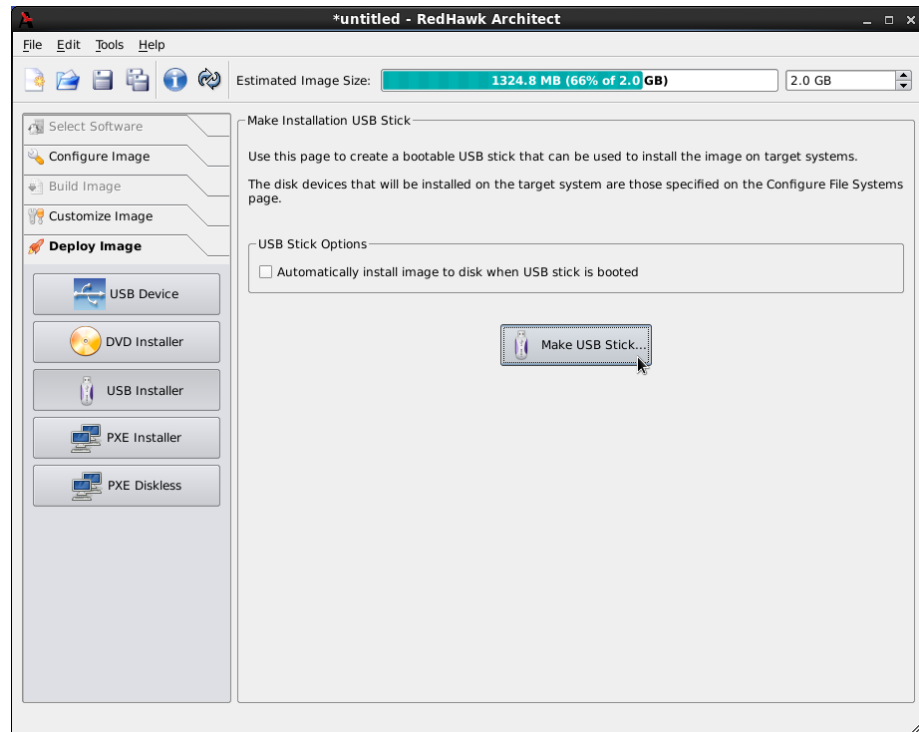 *untitled - RedHawk Architect
File Edit Tools Help
Estimated Image Size: 1324.8 MB (66% of 2.0 GB) 2.0 GB
Select Software
Configure Image
Build Image
Customize Image
Deploy Image
USB Device
DVD Installer
USB Installer
PXE Installer
PXE Diskless
Make Installation USB Stick
Use this page to create a bootable USB stick that can be used to install the image on target systems.
The disk devices that will be installed on the target system are those specified on the Configure File Systems
page.
USB Stick Options
Automatically install image to disk when USB stick is booted
Make USB Stick...